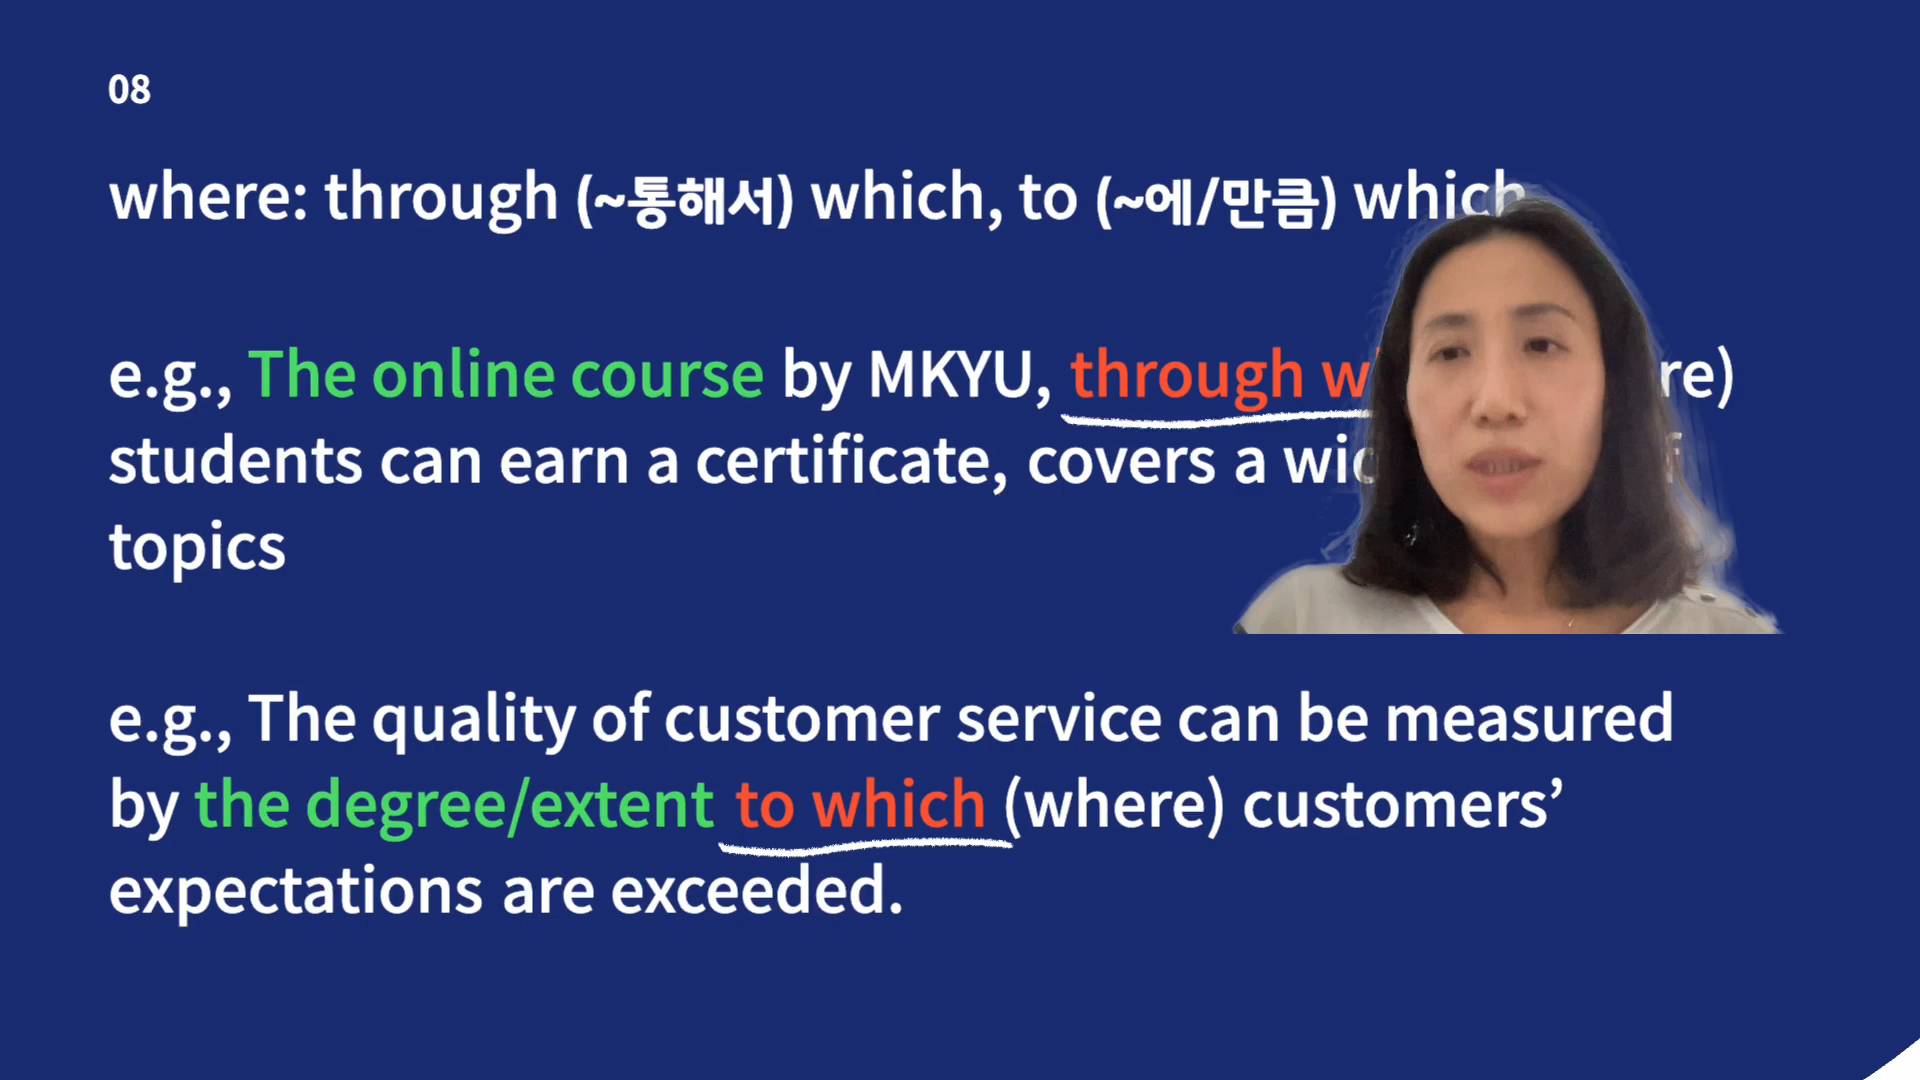 08
where: through (~통해서) which, to (~에/만큼) which
e.g., The online course by MKYU, through
students can earn a certificate, covers a
topics
e.g., The quality of customer service can be measured
by the degree/extent to which (where) customers’
expectations are exceeded.